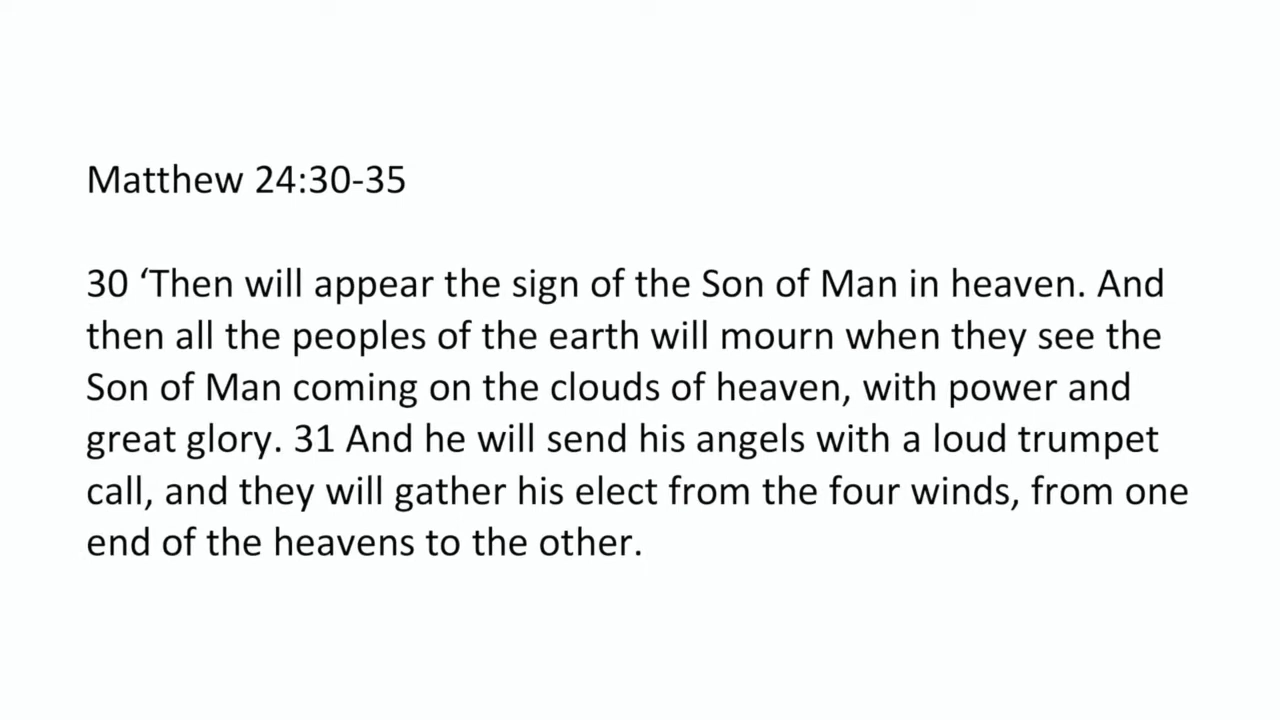 Matthew 24:30-35
30 ‘Then will appear the sign of the Son of Man in heaven. And
then all the peoples of the earth will mourn when they see the
Son of Man coming on the clouds of heaven, with power and
great glory. 31 And he will send his angels with a loud trumpet
call, and they will gather his elect from the four winds, from one
end of the heavens to the other.